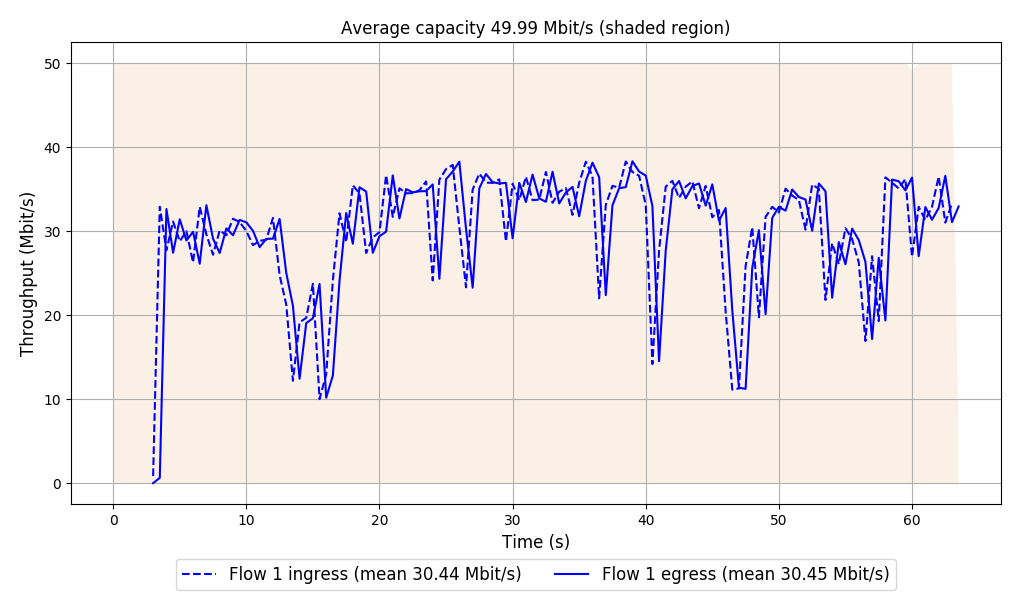 Average capacity 49.99 Mbit/s (shaded region)
50
40
30
20
10
0
Throughput (Mbit/s)
0 10 20 30 40 50 60
Time (s)
Flow 1 ingress (mean 30.44 Mbit/s) Flow 1 egress (mean 30.45 Mbit/s)